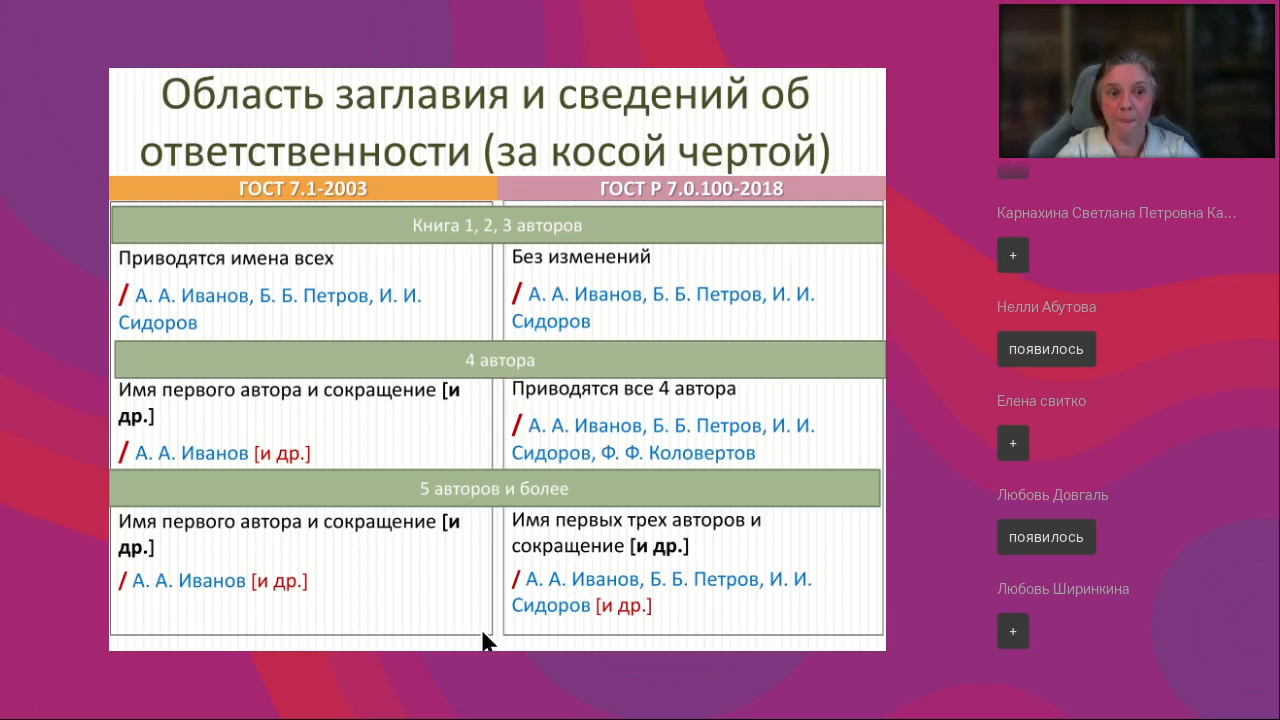 Область заглавия и сведений об
ответственности (за косой чертой)
ГОСТ 7.1-2003
ГОСТ Р 7.0.100-2018
Книга 1, 2, 3 авторов
Приводятся имена всех
/ А. А. Иванов, Б. Б. Петров, И. И.
Сидоров
Без изменений
/ А. А. Иванов, Б. Б. Петров, И. И.
Сидоров
4 автора
Имя первого автора и сокращение [и
др.]
/ А. А. Иванов [и др.]
Приводятся все 4 автора
/ А. А. Иванов, Б. Б. Петров, И. И.
Сидоров, Ф. Ф. Коловертов
5 авторов и более
Имя первого автора и сокращение [и
др.]
/ А. А. Иванов [и др.]
Имя первых трех авторов и
сокращение [и др.]
/ А. А. Иванов, Б. Б. Петров, И. И.
Сидоров [и др.]
Карнахина Светлана Петровна Ка...
+
Нелли Абутова
появилось
Елена свитко
+
Любовь Довгаль
появилось
Любовь Ширинкина
+